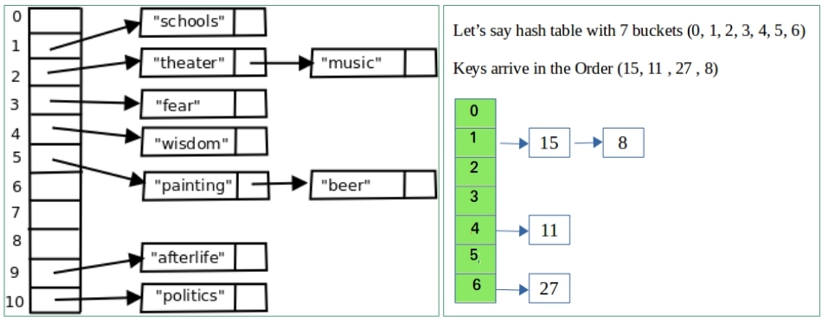 0
1
2
3
4
5
6
7
8
9
10
"schools"
"theater"
"music"
"fear"
"wisdom"
"painting"
"beer"
"afterlife"
"politics"
Let's say hash table with 7 buckets (0, 1, 2, 3, 4, 5, 6)
Keys arrive in the Order (15, 11 , 27 , 8)
0
1
15
8
2
3
4
11
5
6
27